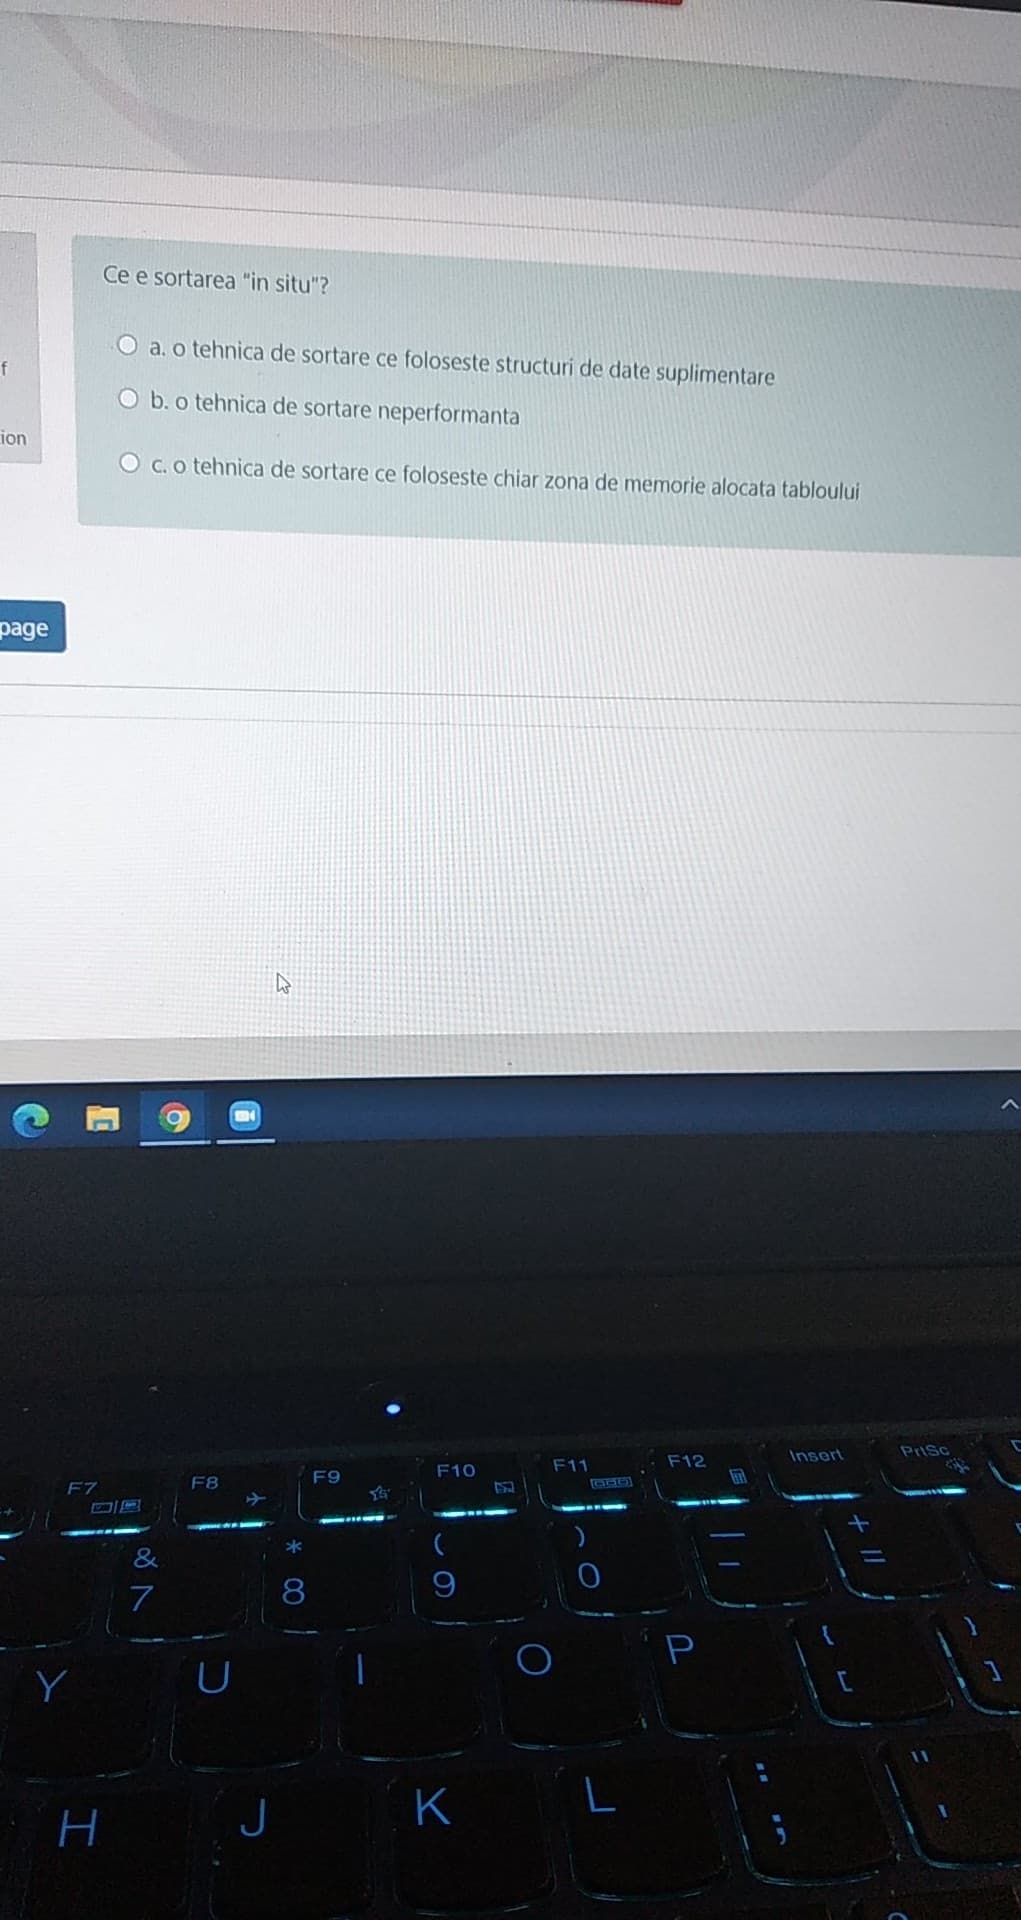 Ce e sortarea "in situ"?
a. o tehnica de sortare ce foloseste structuri de date suplimentare
f
b. o tehnica de sortare neperformanta
ion
c. o tehnica de sortare ce foloseste chiar zona de memorie alocata tabloului
page
F7 F8 F9 F10 F11 F12 Insert PrtSc
& * ( ) +
7 8 9 0 =
Y U I O P { }
[ ]
H J K L : "
; '